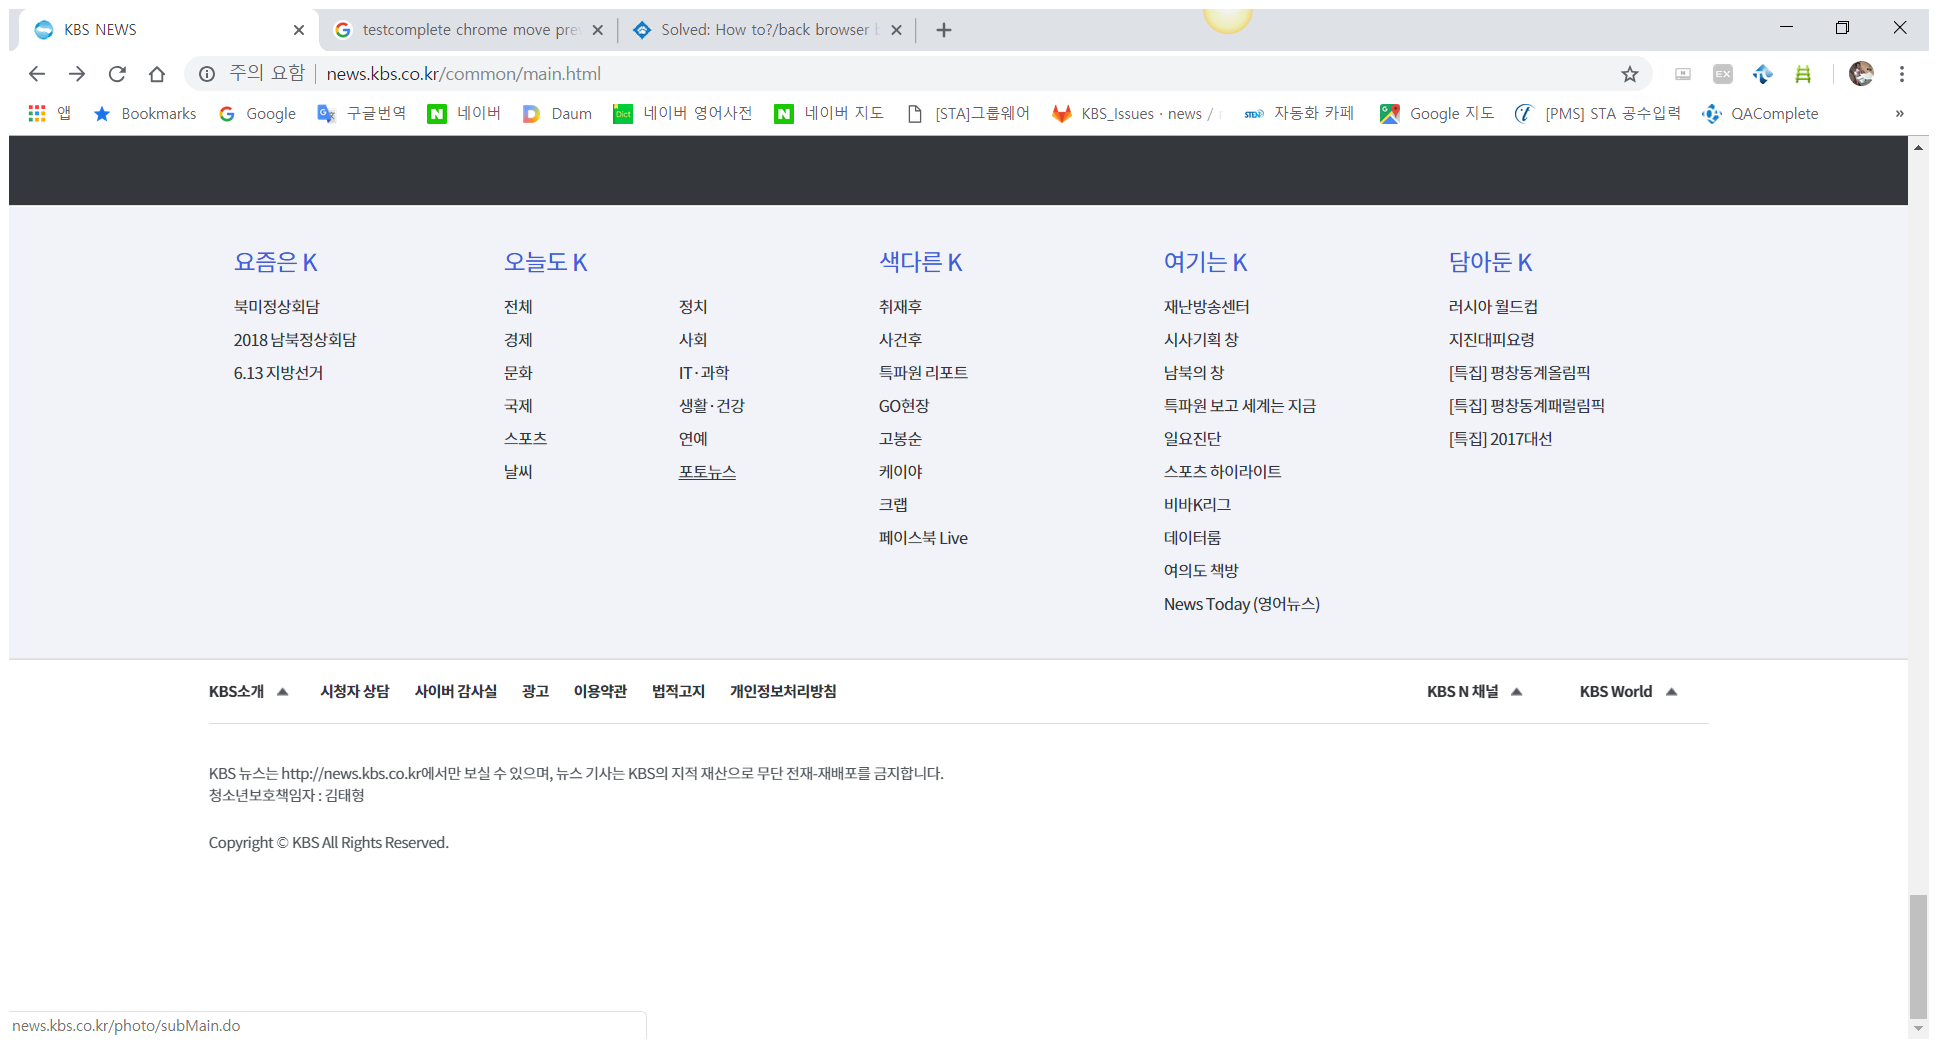 KBS NEWS
testcomplete chrome move pre
Solved: How to?/back browser b
주의 요함
news.kbs.co.kr/common/main.html
EX
앱
Bookmarks
Google
구글번역
네이버
Daum
Dict
네이버 영어사전
네이버 지도
[STA]그룹웨어
KBS_Issues · news /
자동화 카페
Google 지도
[PMS] STA 공수입력
QAComplete
»
요즘은 K
북미정상회담
2018 남북정상회담
6.13 지방선거
오늘도 K
전체
정치
경제
사회
문화
IT·과학
국제
생활·건강
스포츠
연예
날씨
포토뉴스
색다른 K
취재후
사건후
특파원 리포트
GO현장
고봉순
케이야
크랩
페이스북 Live
여기는 K
재난방송센터
시사기획 창
남북의 창
특파원 보고 세계는 지금
일요진단
스포츠 하이라이트
비바K리그
데이터룸
여의도 책방
News Today (영어뉴스)
담아둔 K
러시아 월드컵
지진대피요령
[특집] 평창동계올림픽
[특집] 평창동계패럴림픽
[특집] 2017대선
KBS소개 ▲ 시청자 상담 사이버 감사실 광고 이용약관 법적고지 개인정보처리방침
KBS N 채널 ▲ KBS World ▲
KBS 뉴스는 http://news.kbs.co.kr에서만 보실 수 있으며, 뉴스 기사는 KBS의 지적 재산으로 무단 전재-재배포를 금지합니다.
청소년보호책임자 : 김태형
Copyright © KBS All Rights Reserved.
news.kbs.co.kr/photo/subMain.do